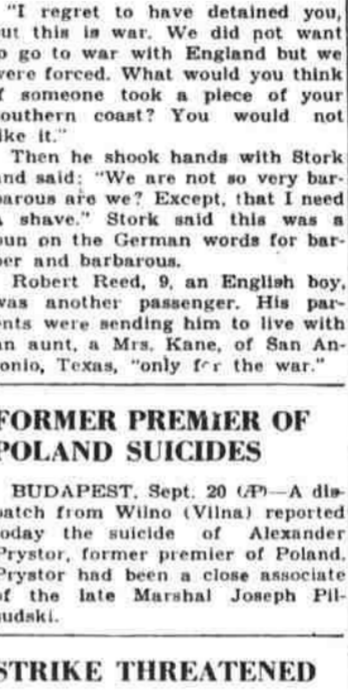 "I regret to have detained you,
ut this is war. We did pot want
o go to war with England but we
were forced. What would you think
f someone took a piece of your
outhern coast? You would not
ike it."
Then he shook hands with Stork
and said: "We are not so very bar-
barous are we? Except, that I need
a shave." Stork said this was a
pun on the German words for bar-
ber and barbarous.
Robert Reed, 9, an English boy,
was another passenger. His par-
ents were sending him to live with
an aunt, a Mrs. Kane, of San An-
tonio, Texas, "only for the war."
FORMER PREMIER OF
POLAND SUICIDES
BUDAPEST, Sept. 20 (AP)—A dis-
patch from Wilno (Vilna) reported
today the suicide of Alexander
Prystor, former premier of Poland.
Prystor had been a close associate
of the late Marshal Joseph Pil-
sudski.
STRIKE THREATENED